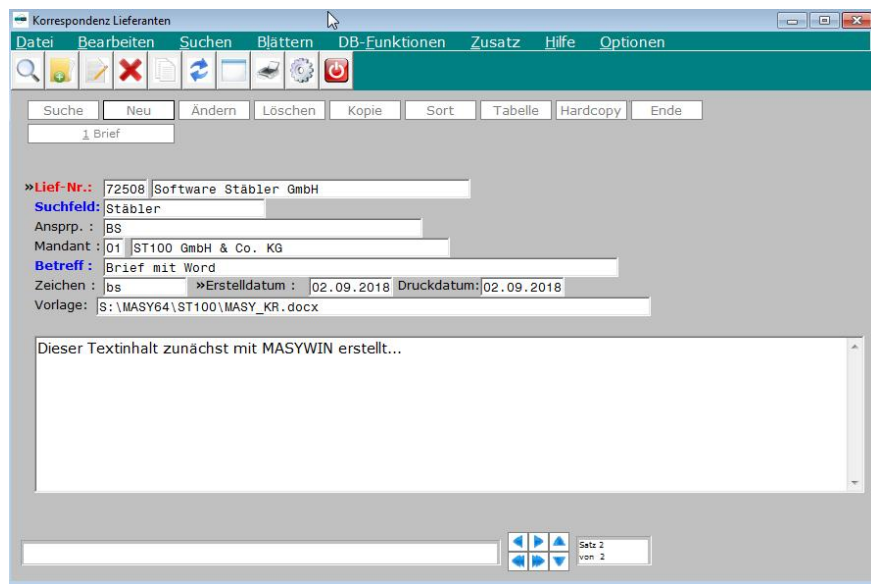 Korrespondenz Lieferanten
Datei Bearbeiten Suchen Blättern DB-Funktionen Zusatz Hilfe Optionen
Suche Neu Ändern Löschen Kopie Sort Tabelle Hardcopy Ende
1 Brief
»Lief-Nr.: 72508 Software Stäbler GmbH
Suchfeld: Stäbler
Ansprp. : BS
Mandant : 01 ST100 GmbH & Co. KG
Betreff : Brief mit Word
Zeichen : bs »Erstelldatum : 02.09.2018 Druckdatum: 02.09.2018
Vorlage: S:\MASY64\ST100\MASY_KR.docx
Dieser Textinhalt zunächst mit MASYWIN erstellt...
Satz 2
von 2